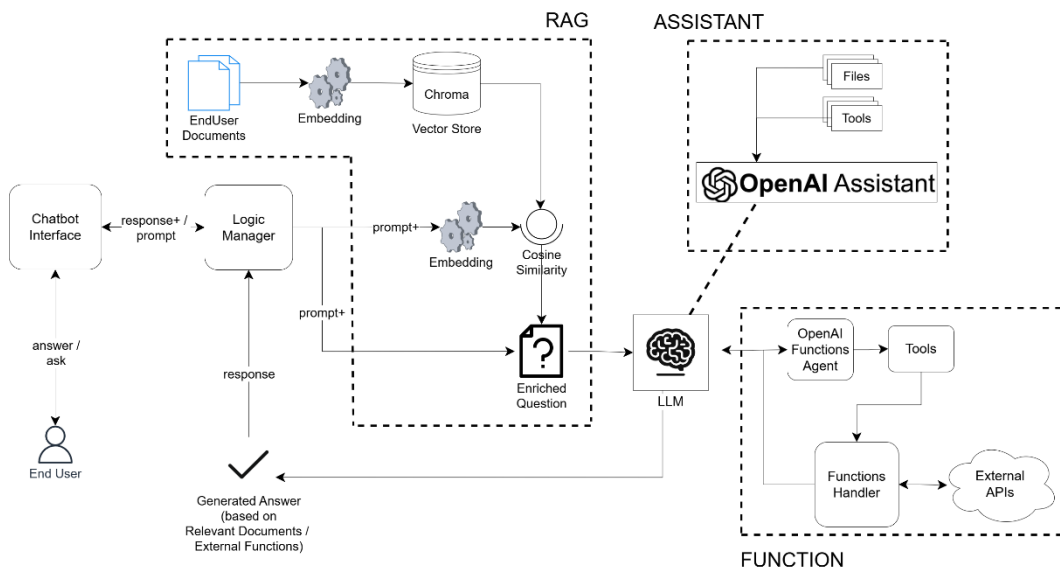 RAG
ASSISTANT
EndUser
Documents
Embedding
Chroma
Vector Store
Files
Tools
OpenAI Assistant
Chatbot
Interface
response+ /
prompt
Logic
Manager
prompt+
Embedding
Cosine
Similarity
prompt+
answer /
ask
response
Enriched
Question
LLM
OpenAI
Functions
Agent
Tools
End User
Generated Answer
(based on
Relevant Documents /
External Functions)
Functions
Handler
External
APIs
FUNCTION